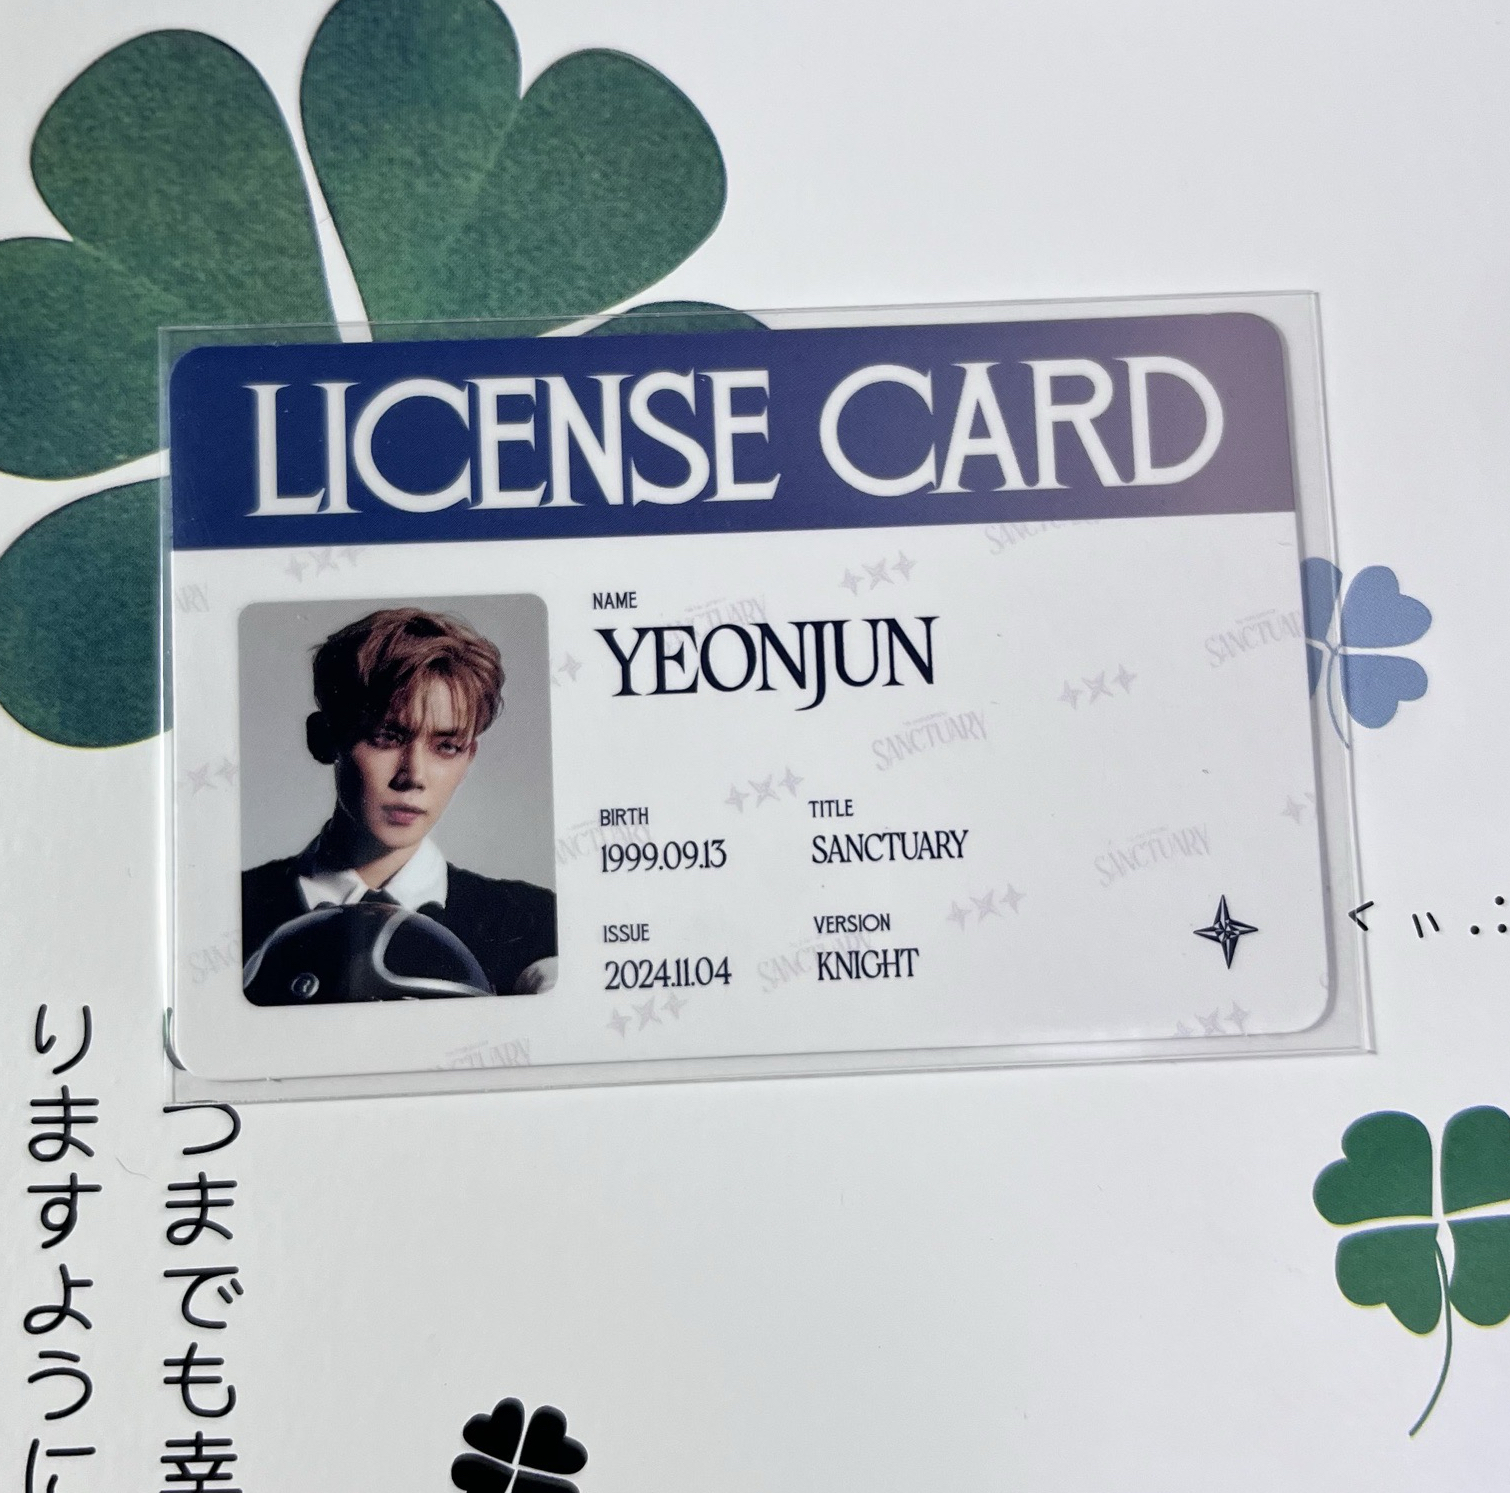 LICENSE CARD
NAME
YEONJUN
BIRTH
1999.09.13
TITLE
SANCTUARY
ISSUE
2024.11.04
VERSION
KNIGHT
SANCTUARY
SANCTUARY
SANCTUARY
SANCTUARY
つまでも幸
りますように